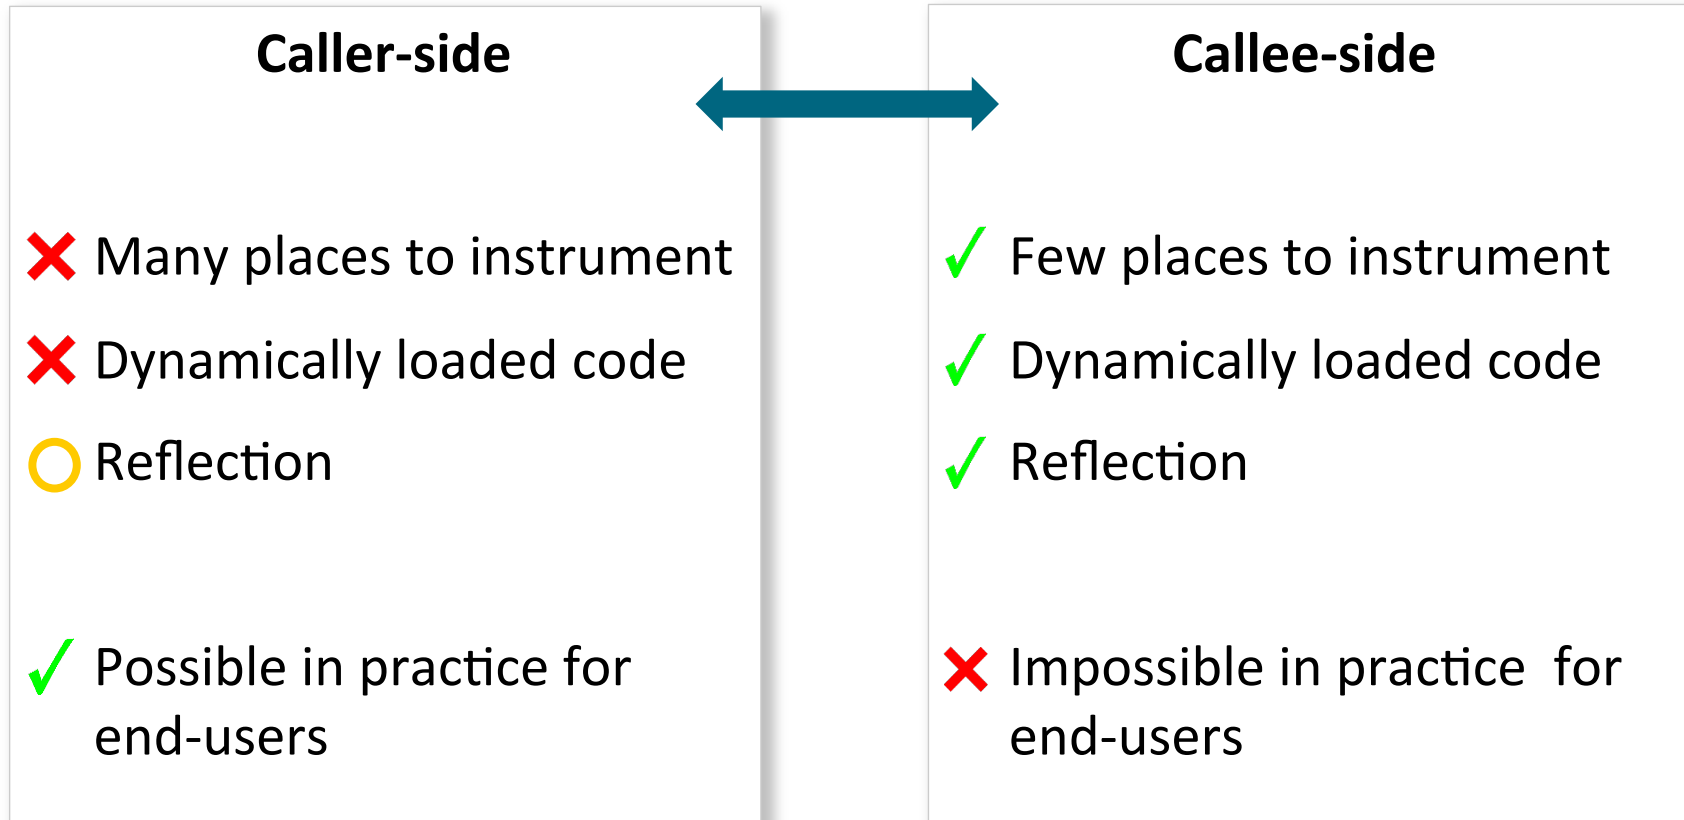 Caller-side
Many places to instrument
Dynamically loaded code
Reflection
Possible in practice for
end-users
Callee-side
Few places to instrument
Dynamically loaded code
Reflection
Impossible in practice  for
end-users